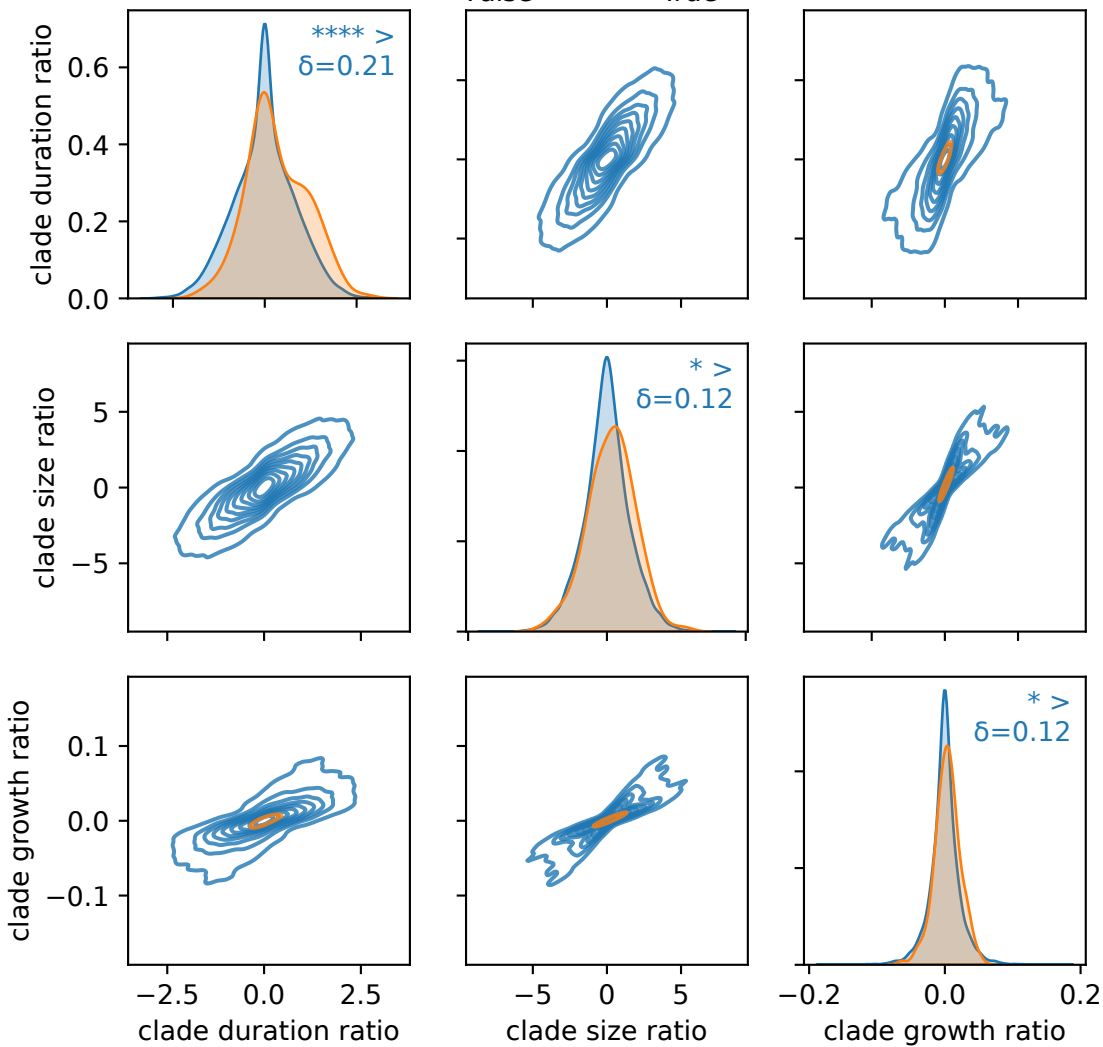 **** >
δ=0.21
clade duration ratio
0.6
0.4
0.2
0.0
* >
δ=0.12
clade size ratio
5
0
−5
* >
δ=0.12
clade growth ratio
0.1
0.0
−0.1
−2.5 0.0 2.5
−5 0 5
−0.2 0.0 0.2
clade duration ratio
clade size ratio
clade growth ratio